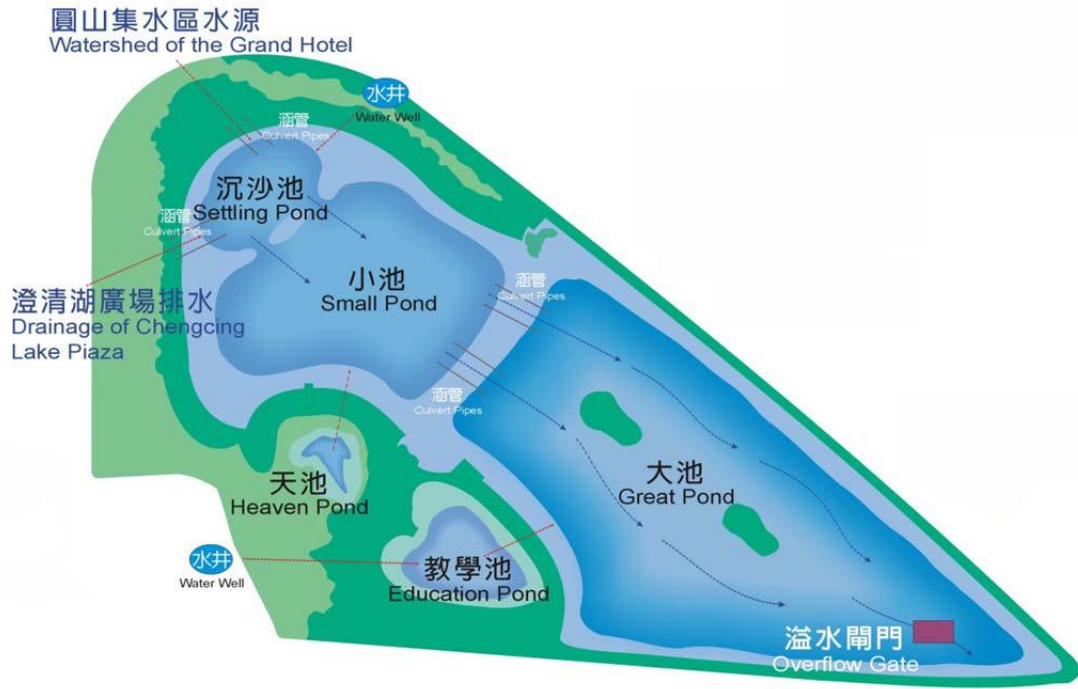 圓山集水區水源
Watershed of the Grand Hotel
水井
Water Well
涵管
Culvert Pipes
沉沙池
Settling Pond
涵管
Culvert Pipes
小池
Small Pond
涵管
Culvert Pipes
澄清湖廣場排水
Drainage of Chengcing
Lake Piaza
涵管
Culvert Pipes
天池
Heaven Pond
大池
Great Pond
水井
Water Well
教學池
Education Pond
溢水閘門
Overflow Gate